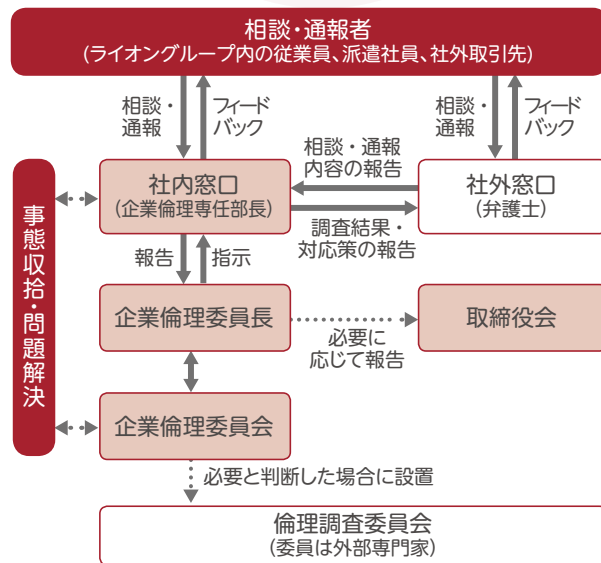 相談・通報者
(ライオングループ内の従業員、派遣社員、社外取引先)
相談・
通報
フィード
バック
相談・
通報
フィード
バック
相談・通報
内容の報告
社内窓口
(企業倫理専任部長)
社外窓口
(弁護士)
調査結果・
対応策の報告
事態収拾・問題解決
報告
指示
企業倫理委員長
取締役会
必要に
応じて報告
企業倫理委員会
必要と判断した場合に設置
倫理調査委員会
(委員は外部専門家)